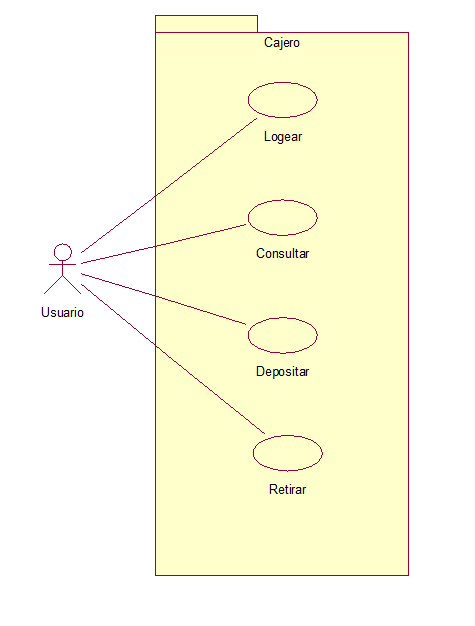 Cajero
Logear
Consultar
Usuario
Depositar
Retirar